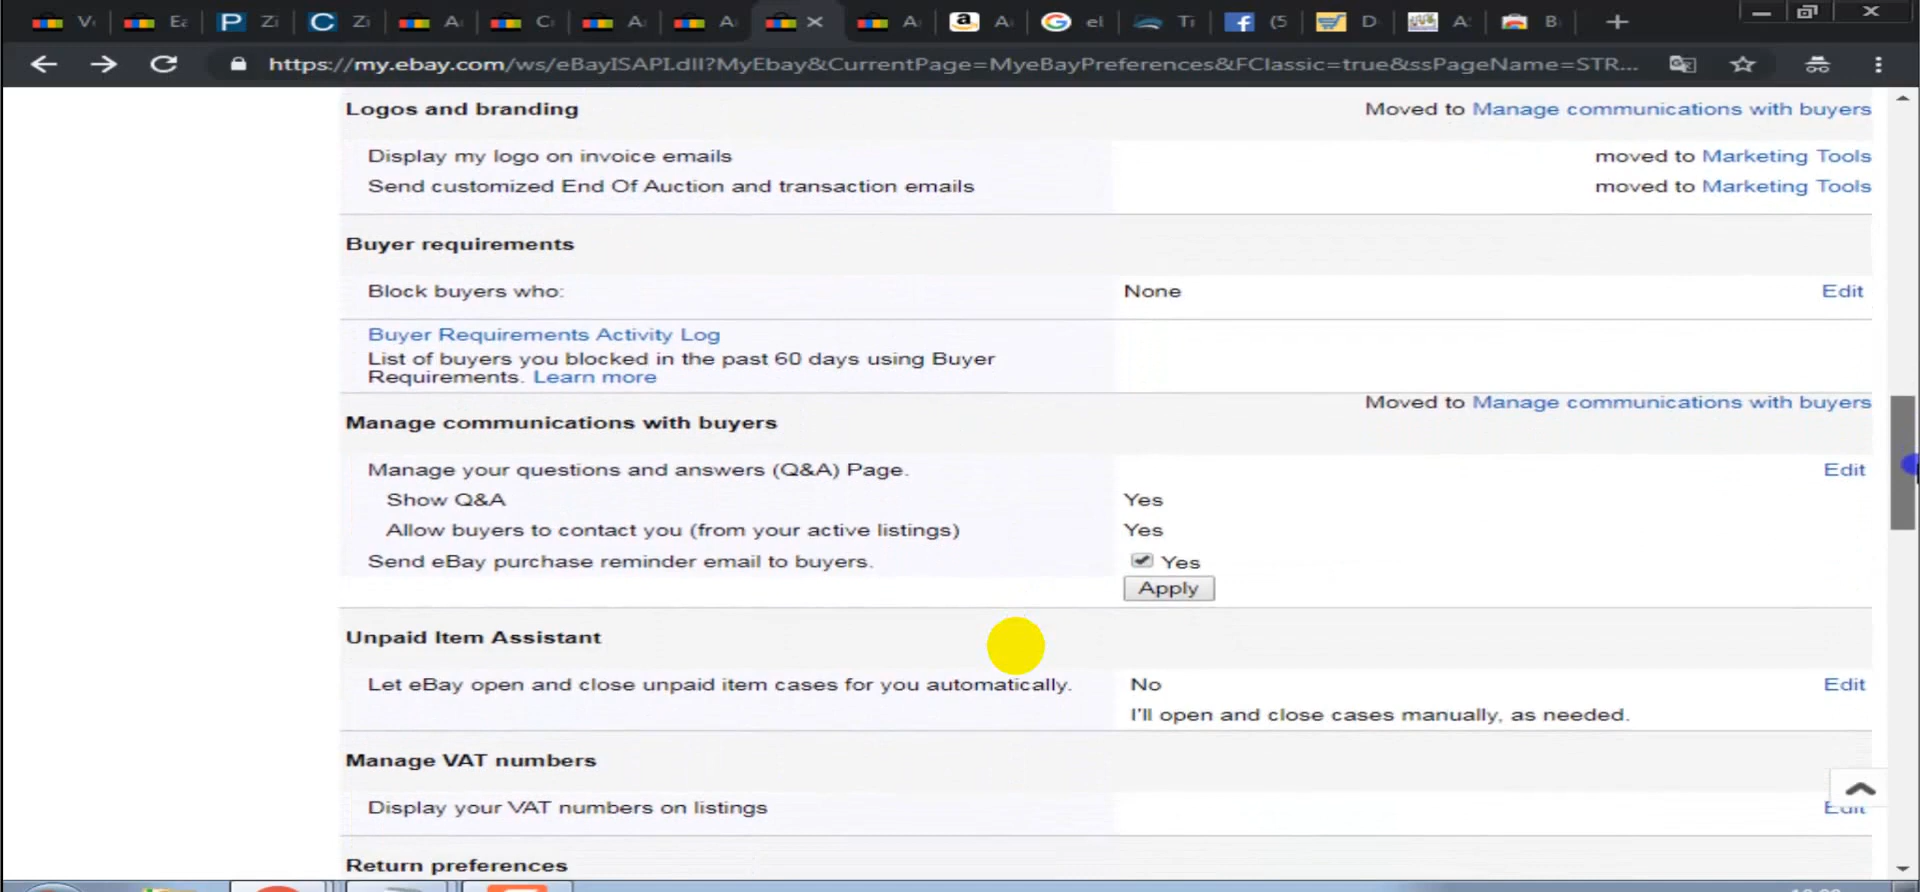 https://my.ebay.com/ws/eBayISAPI.dll?MyEbay&CurrentPage=MyeBayPreferences&FClassic=true&ssPageName=STR...
Logos and branding
Moved to Manage communications with buyers
Display my logo on invoice emails
moved to Marketing Tools
Send customized End Of Auction and transaction emails
moved to Marketing Tools
Buyer requirements
Block buyers who:
None
Edit
Buyer Requirements Activity Log
List of buyers you blocked in the past 60 days using Buyer
Requirements. Learn more
Moved to Manage communications with buyers
Manage communications with buyers
Manage your questions and answers (Q&A) Page.
Edit
Show Q&A
Yes
Allow buyers to contact you (from your active listings)
Yes
Send eBay purchase reminder email to buyers.
Yes
Apply
Unpaid Item Assistant
Let eBay open and close unpaid item cases for you automatically.
No
Edit
I'll open and close cases manually, as needed.
Manage VAT numbers
Display your VAT numbers on listings
Edit
Return preferences